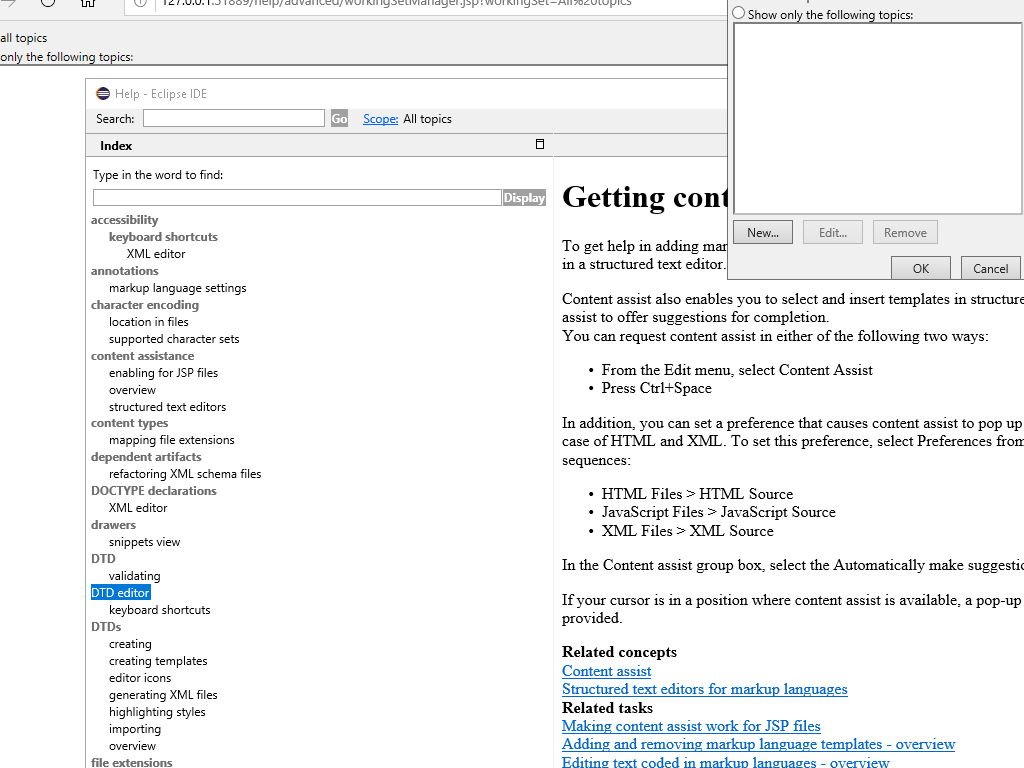 127.0.0.1:51889/help/advanced/workingSetManager.jsp?workingSet=All%20topics
all topics
only the following topics:
Show only the following topics:
New...
Edit...
Remove
OK
Cancel
Help - Eclipse IDE
Search:
Go
Scope: All topics
Index
Type in the word to find:
Display
accessibility
keyboard shortcuts
XML editor
annotations
markup language settings
character encoding
location in files
supported character sets
content assistance
enabling for JSP files
overview
structured text editors
content types
mapping file extensions
dependent artifacts
refactoring XML schema files
DOCTYPE declarations
XML editor
drawers
snippets view
DTD
validating
DTD editor
keyboard shortcuts
DTDs
creating
creating templates
editor icons
generating XML files
highlighting styles
importing
overview
file extensions
Getting cont
To get help in adding mar
in a structured text editor.
Content assist also enables you to select and insert templates in structure
assist to offer suggestions for completion.
You can request content assist in either of the following two ways:
• From the Edit menu, select Content Assist
• Press Ctrl+Space
In addition, you can set a preference that causes content assist to pop up
case of HTML and XML. To set this preference, select Preferences from
sequences:
• HTML Files > HTML Source
• JavaScript Files > JavaScript Source
• XML Files > XML Source
In the Content assist group box, select the Automatically make suggestio
If your cursor is in a position where content assist is available, a pop-up
provided.
Related concepts
Content assist
Structured text editors for markup languages
Related tasks
Making content assist work for JSP files
Adding and removing markup language templates - overview
Editing text coded in markup languages - overview